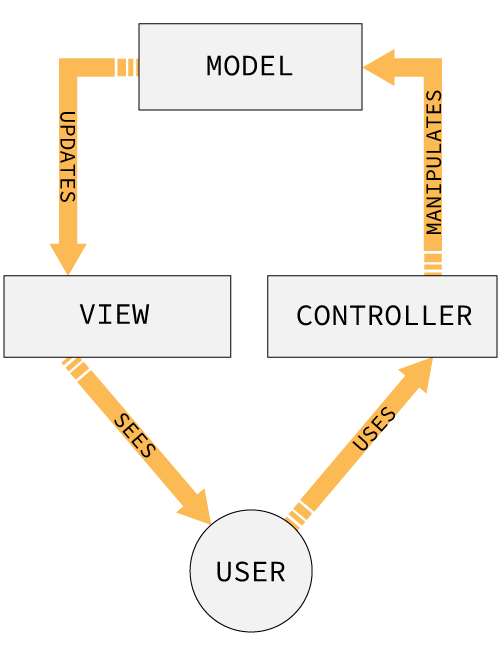 MODEL
UPDATES
MANIPULATES
VIEW
CONTROLLER
SEES
USES
USER